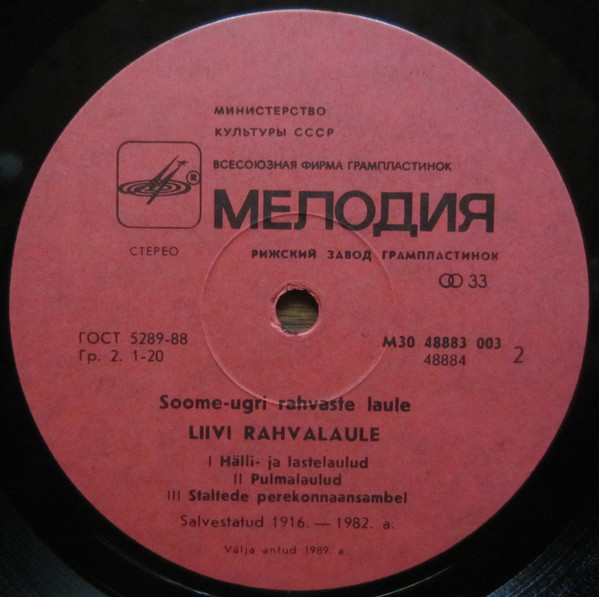 МИНИСТЕРСТВО
КУЛЬТУРЫ СССР
ВСЕСОЮЗНАЯ ФИРМА ГРАМПЛАСТИНОК
®
МЕЛОДИЯ
СТЕРЕО
РИЖСКИЙ ЗАВОД ГРАМПЛАСТИНОК
33
ГОСТ 5289-88
Гр. 2. 1-20
М30 48883 003
48884
2
Soome-ugri rahvaste laule
LIIVI RAHVALAULE
I Hälli- ja lastelaulud
II Pulmalaulud
III Staltede perekonnaansambel
Salvestatud 1916. — 1982. a.
Välja antud 1989. a.